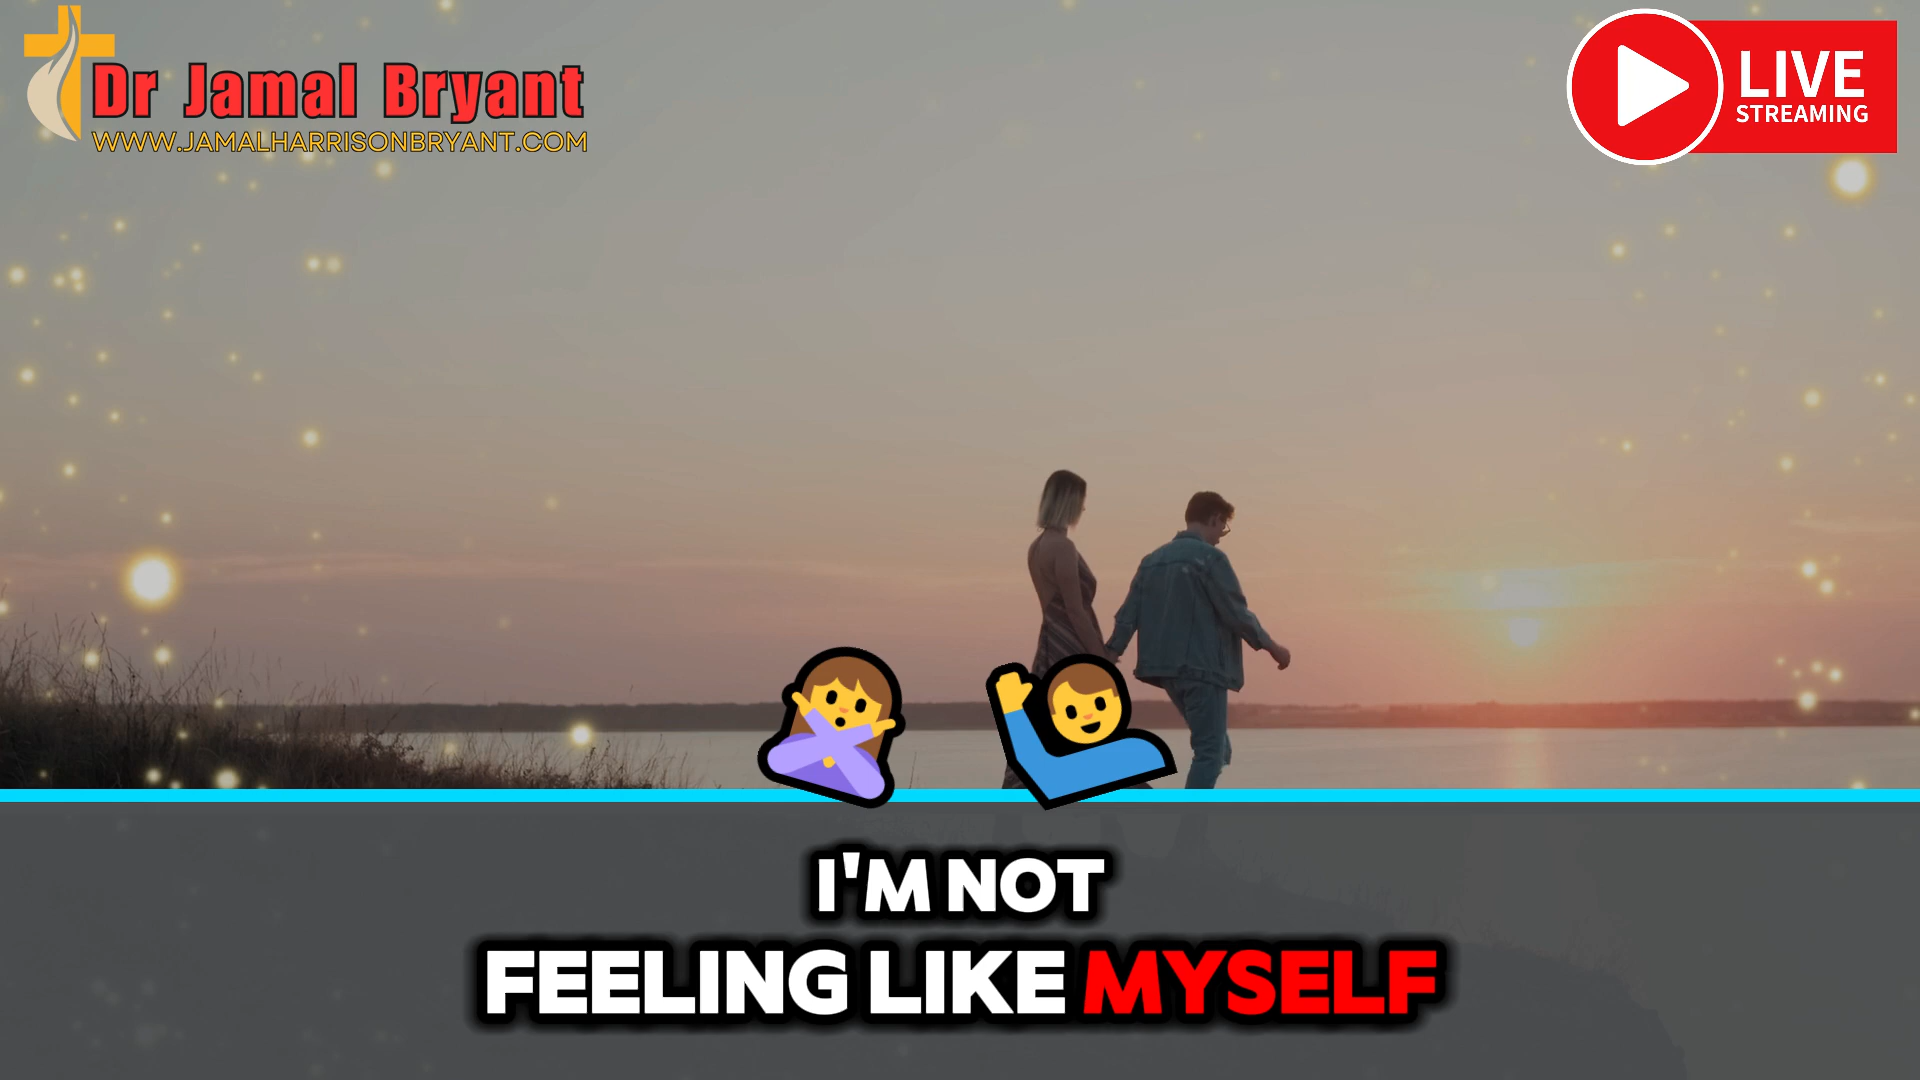 Dr Jamal Bryant
WWW.JAMALHARRISONBRYANT.COM
LIVE
STREAMING
I'M NOT
FEELING LIKE MYSELF